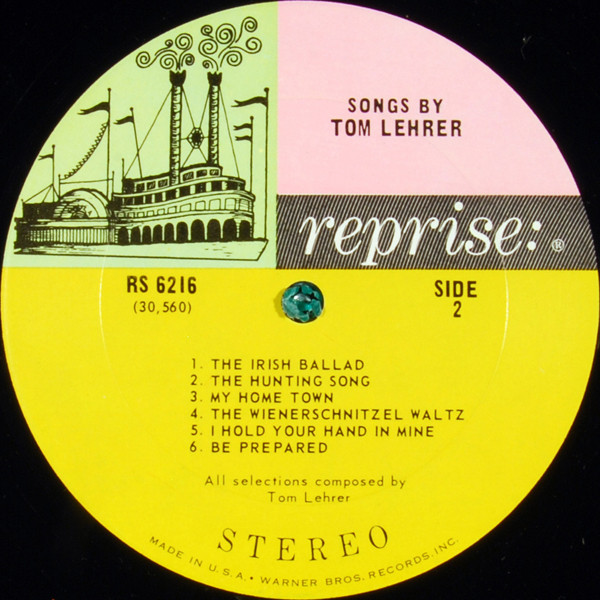 SONGS BY
TOM LEHRER
reprise:®
RS 6216
(30,560)
SIDE
2
1. THE IRISH BALLAD
2. THE HUNTING SONG
3. MY HOME TOWN
4. THE WIENERSCHNITZEL WALTZ
5. I HOLD YOUR HAND IN MINE
6. BE PREPARED
All selections composed by
Tom Lehrer
STEREO
MADE IN U.S.A. • WARNER BROS. RECORDS, INC.